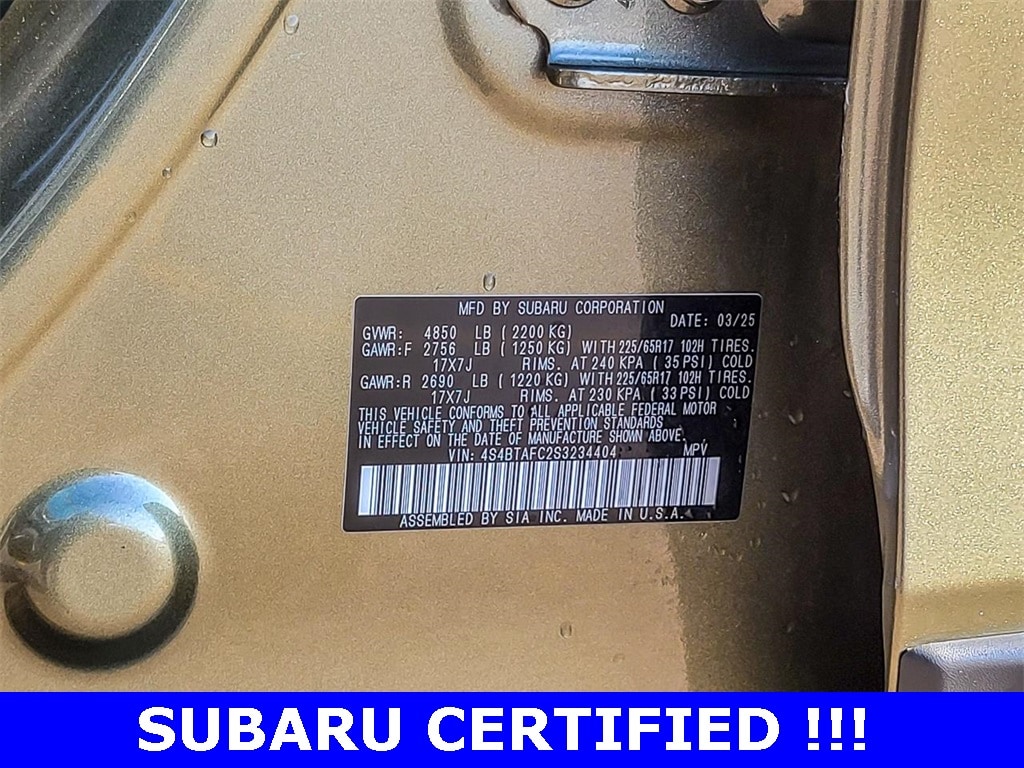 MFD BY SUBARU CORPORATION
DATE: 03/25
GVWR: 4850 LB ( 2200 KG)
GAWR:F 2756 LB ( 1250 KG) WITH 225/65R17 102H TIRES.
17X7J RIMS. AT 240 KPA ( 35 PSI) COLD
GAWR:R 2690 LB ( 1220 KG) WITH 225/65R17 102H TIRES.
17X7J RIMS. AT 230 KPA ( 33 PSI) COLD
THIS VEHICLE CONFORMS TO ALL APPLICABLE FEDERAL MOTOR
VEHICLE SAFETY AND THEFT PREVENTION STANDARDS
IN EFFECT ON THE DATE OF MANUFACTURE SHOWN ABOVE.
VIN: 4S4BTAFC2S3234404 MPV
ASSEMBLED BY SIA INC. MADE IN U.S.A.
SUBARU CERTIFIED !!!